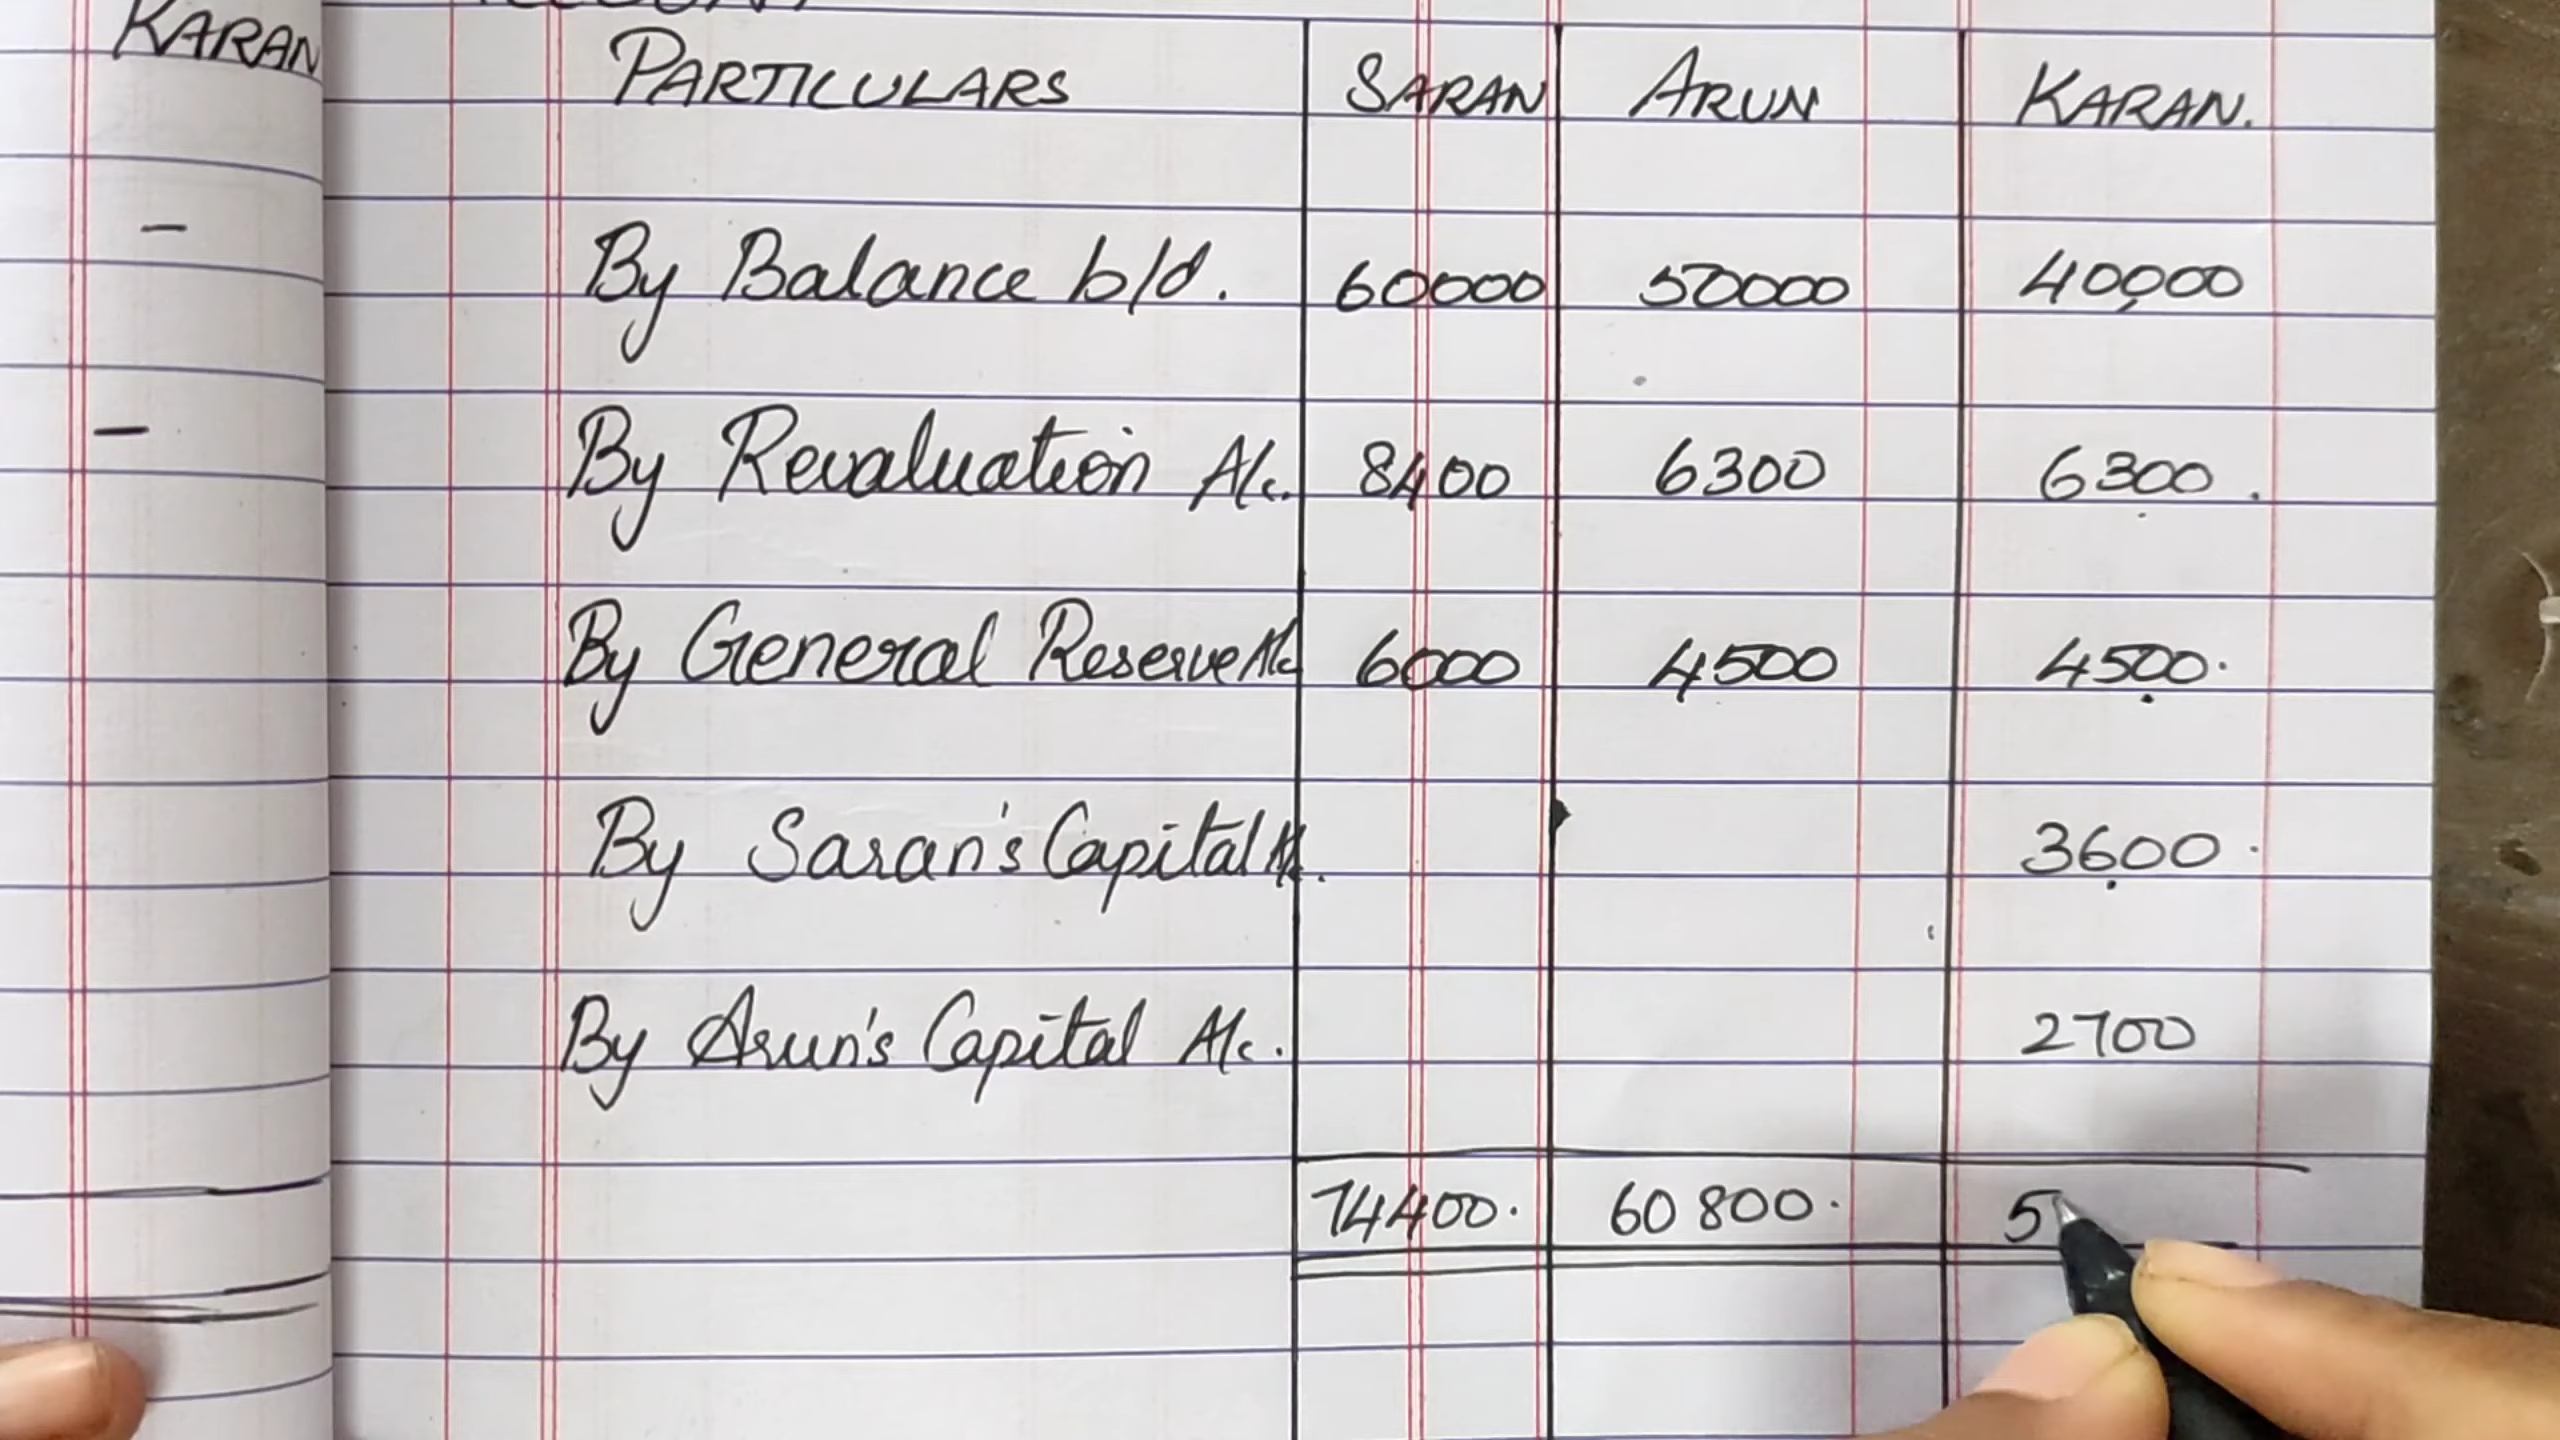 KARAN
-
-
PARTICULARS SARAN ARUN KARAN.
By Balance b/d. 60000 50000 40000
By Revaluation A/c. 8400 6300 6300.
By General Reserve A/c 6000 4500 4500.
By Saran's Capital A/c. 3600.
By Arun's Capital A/c. 2700
74400. 60800. 5